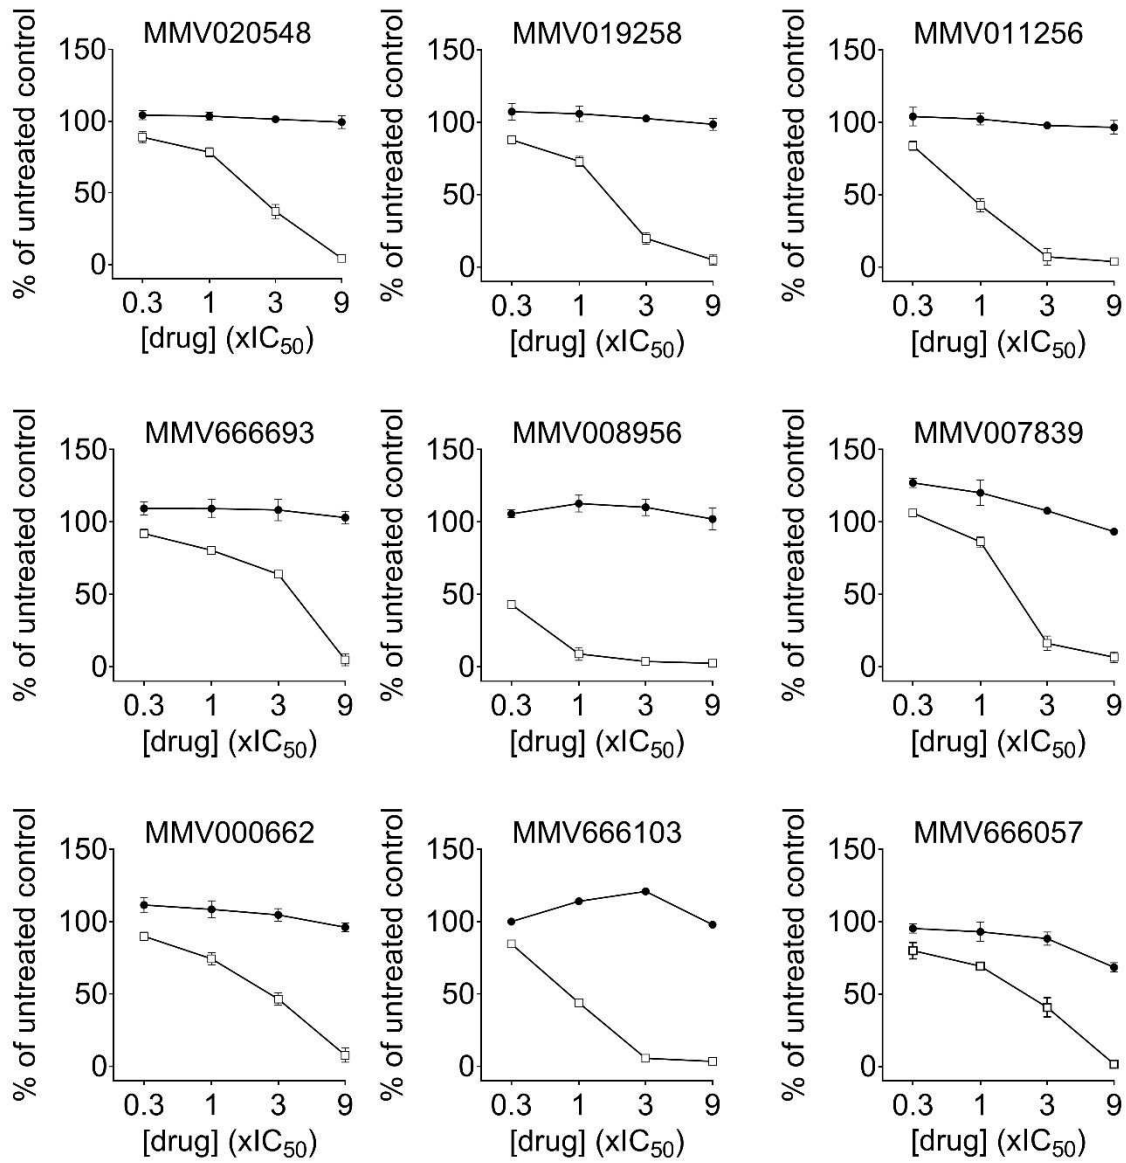 MMV020548
% of untreated control
150
100
50
0
0.3 1 3 9
[drug] (xIC50)
MMV019258
% of untreated control
150
100
50
0
0.3 1 3 9
[drug] (xIC50)
MMV011256
% of untreated control
150
100
50
0
0.3 1 3 9
[drug] (xIC50)
MMV666693
% of untreated control
150
100
50
0
0.3 1 3 9
[drug] (xIC50)
MMV008956
% of untreated control
150
100
50
0
0.3 1 3 9
[drug] (xIC50)
MMV007839
% of untreated control
150
100
50
0
0.3 1 3 9
[drug] (xIC50)
MMV000662
% of untreated control
150
100
50
0
0.3 1 3 9
[drug] (xIC50)
MMV666103
% of untreated control
150
100
50
0
0.3 1 3 9
[drug] (xIC50)
MMV666057
% of untreated control
150
100
50
0
0.3 1 3 9
[drug] (xIC50)